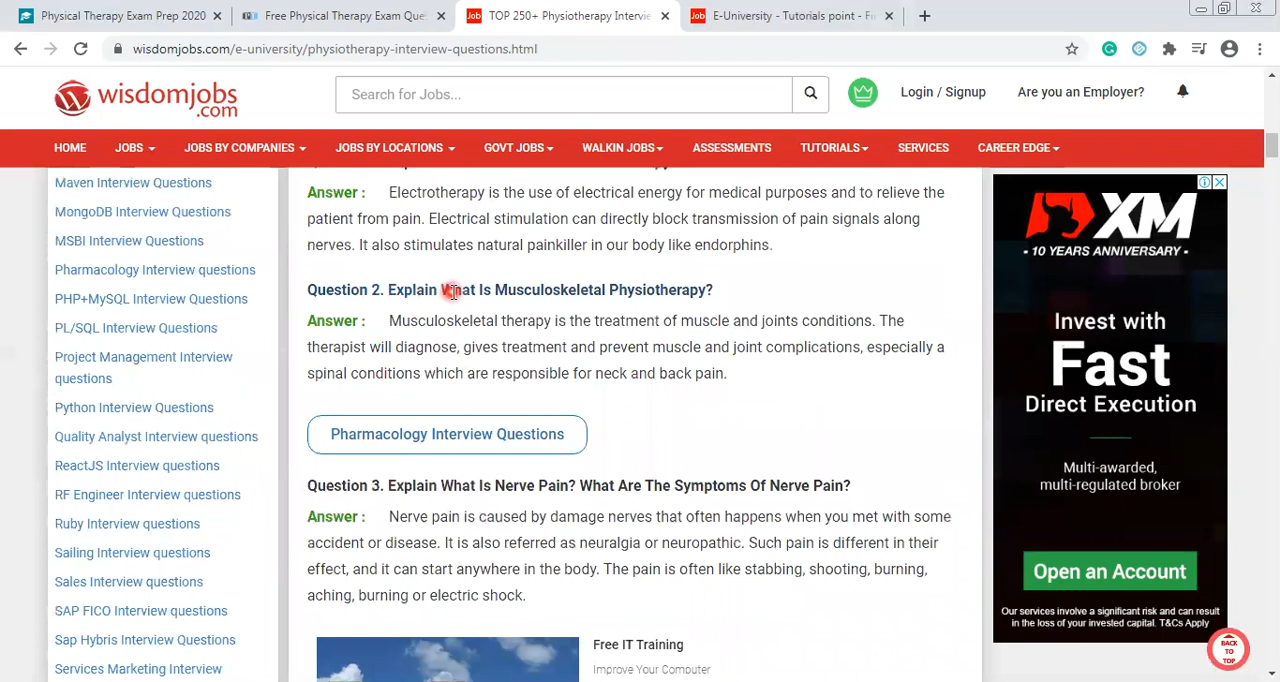 Physical Therapy Exam Prep 2020
Free Physical Therapy Exam Que
TOP 250+ Physiotherapy Intervie
E-University - Tutorials point - F
wisdomjobs.com/e-university/physiotherapy-interview-questions.html
wisdomjobs
.com
Search for Jobs...
Login / Signup
Are you an Employer?
HOME
JOBS
JOBS BY COMPANIES
JOBS BY LOCATIONS
GOVT JOBS
WALKIN JOBS
ASSESSMENTS
TUTORIALS
SERVICES
CAREER EDGE
Maven Interview Questions
MongoDB Interview Questions
MSBI Interview Questions
Pharmacology Interview questions
PHP+MySQL Interview Questions
PL/SQL Interview Questions
Project Management Interview
questions
Python Interview Questions
Quality Analyst Interview questions
ReactJS Interview questions
RF Engineer Interview questions
Ruby Interview questions
Sailing Interview questions
Sales Interview questions
SAP FICO Interview questions
Sap Hybris Interview Questions
Services Marketing Interview
Answer : Electrotherapy is the use of electrical energy for medical purposes and to relieve the
patient from pain. Electrical stimulation can directly block transmission of pain signals along
nerves. It also stimulates natural painkiller in our body like endorphins.
Question 2. Explain What Is Musculoskeletal Physiotherapy?
Answer : Musculoskeletal therapy is the treatment of muscle and joints conditions. The
therapist will diagnose, gives treatment and prevent muscle and joint complications, especially a
spinal conditions which are responsible for neck and back pain.
Pharmacology Interview Questions
Question 3. Explain What Is Nerve Pain? What Are The Symptoms Of Nerve Pain?
Answer : Nerve pain is caused by damage nerves that often happens when you met with some
accident or disease. It is also referred as neuralgia or neuropathic. Such pain is different in their
effect, and it can start anywhere in the body. The pain is often like stabbing, shooting, burning,
aching, burning or electric shock.
Free IT Training
Improve Your Computer
XM
- 10 YEARS ANNIVERSARY -
Invest with
Fast
Direct Execution
Multi-awarded,
multi-regulated broker
Open an Account
Our services involve a significant risk and can result
in the loss of your invested capital. T&Cs Apply
BACK
TO
TOP